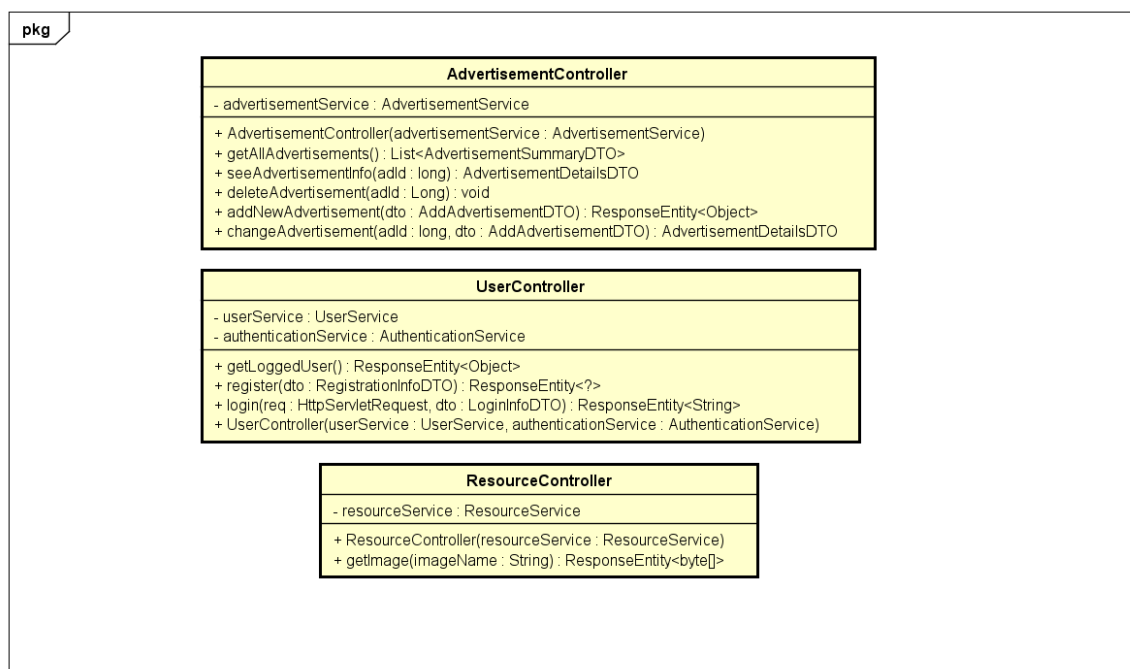 pkg
AdvertisementController
- advertisementService : AdvertisementService
+ AdvertisementController(advertisementService : AdvertisementService)
+ getAllAdvertisements() : List<AdvertisementSummaryDTO>
+ seeAdvertisementInfo(adId : long) : AdvertisementDetailsDTO
+ deleteAdvertisement(adId : Long) : void
+ addNewAdvertisement(dto : AddAdvertisementDTO) : ResponseEntity<Object>
+ changeAdvertisement(adId : long, dto : AddAdvertisementDTO) : AdvertisementDetailsDTO
UserController
- userService : UserService
- authenticationService : AuthenticationService
+ getLoggedUser() : ResponseEntity<Object>
+ register(dto : RegistrationInfoDTO) : ResponseEntity<?>
+ login(req : HttpServletRequest, dto : LoginInfoDTO) : ResponseEntity<String>
+ UserController(userService : UserService, authenticationService : AuthenticationService)
ResourceController
- resourceService : ResourceService
+ ResourceController(resourceService : ResourceService)
+ getImage(imageName : String) : ResponseEntity<byte[]>